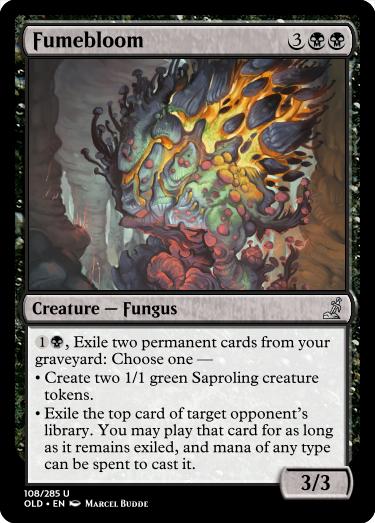 Fumebloom 3
Creature — Fungus
1, Exile two permanent cards from your
graveyard: Choose one —
• Create two 1/1 green Saproling creature
tokens.
• Exile the top card of target opponent's
library. You may play that card for as long
as it remains exiled, and mana of any type
can be spent to cast it.
3/3
108/285 U
OLD • EN Marcel Budde